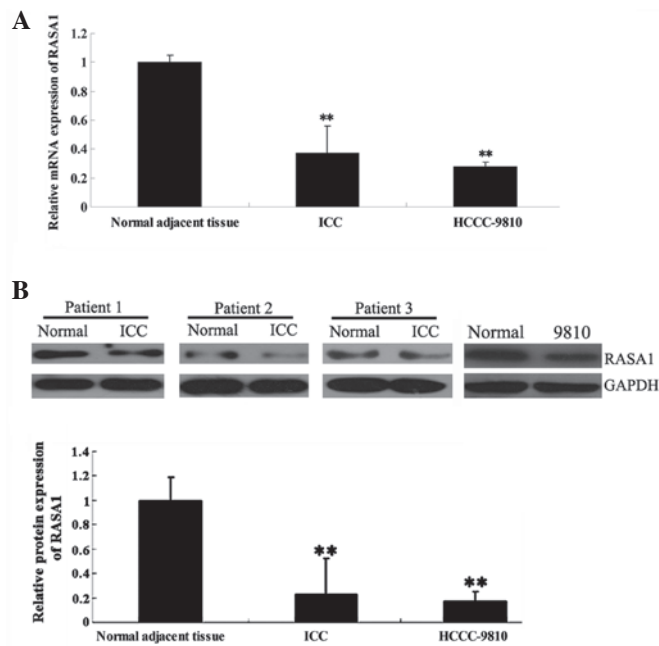 A
Relative mRNA expression of RASA1
1.2
1
0.8
0.6
0.4
0.2
0
**
**
Normal adjacent tissue ICC HCCC-9810
B
Patient 1 Patient 2 Patient 3
Normal ICC Normal ICC Normal ICC Normal 9810
RASA1
GAPDH
Relative protein expression
of RASA1
1.4
1.2
1
0.8
0.6
0.4
0.2
0
**
**
Normal adjacent tissue ICC HCCC-9810